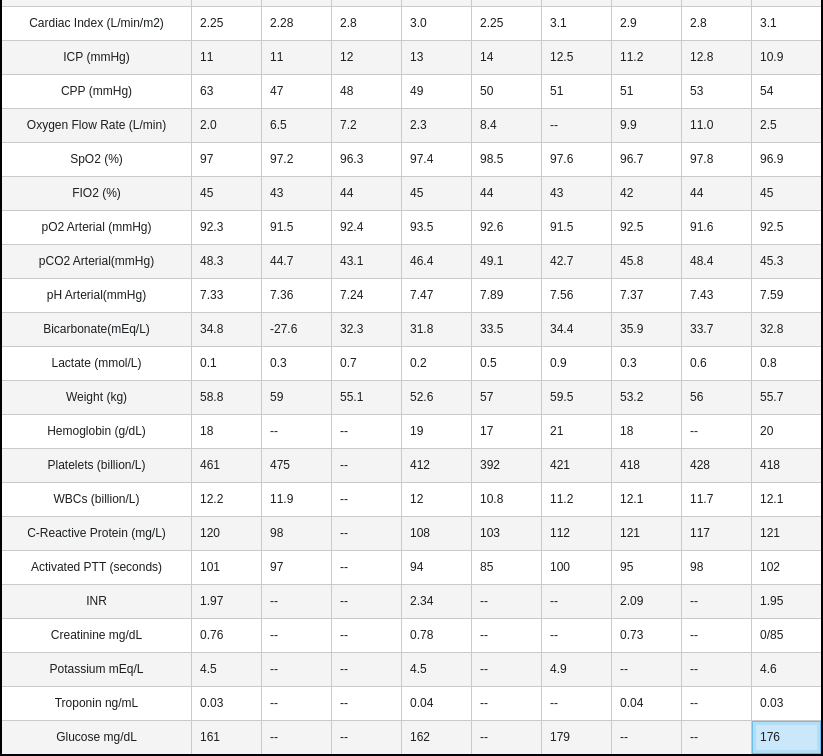 Cardiac Index (L/min/m2) 2.25 2.28 2.8 3.0 2.25 3.1 2.9 2.8 3.1
ICP (mmHg) 11 11 12 13 14 12.5 11.2 12.8 10.9
CPP (mmHg) 63 47 48 49 50 51 51 53 54
Oxygen Flow Rate (L/min) 2.0 6.5 7.2 2.3 8.4 -- 9.9 11.0 2.5
SpO2 (%) 97 97.2 96.3 97.4 98.5 97.6 96.7 97.8 96.9
FIO2 (%) 45 43 44 45 44 43 42 44 45
pO2 Arterial (mmHg) 92.3 91.5 92.4 93.5 92.6 91.5 92.5 91.6 92.5
pCO2 Arterial(mmHg) 48.3 44.7 43.1 46.4 49.1 42.7 45.8 48.4 45.3
pH Arterial(mmHg) 7.33 7.36 7.24 7.47 7.89 7.56 7.37 7.43 7.59
Bicarbonate(mEq/L) 34.8 -27.6 32.3 31.8 33.5 34.4 35.9 33.7 32.8
Lactate (mmol/L) 0.1 0.3 0.7 0.2 0.5 0.9 0.3 0.6 0.8
Weight (kg) 58.8 59 55.1 52.6 57 59.5 53.2 56 55.7
Hemoglobin (g/dL) 18 -- -- 19 17 21 18 -- 20
Platelets (billion/L) 461 475 -- 412 392 421 418 428 418
WBCs (billion/L) 12.2 11.9 -- 12 10.8 11.2 12.1 11.7 12.1
C-Reactive Protein (mg/L) 120 98 -- 108 103 112 121 117 121
Activated PTT (seconds) 101 97 -- 94 85 100 95 98 102
INR 1.97 -- -- 2.34 -- -- 2.09 -- 1.95
Creatinine mg/dL 0.76 -- -- 0.78 -- -- 0.73 -- 0/85
Potassium mEq/L 4.5 -- -- 4.5 -- 4.9 -- -- 4.6
Troponin ng/mL 0.03 -- -- 0.04 -- -- 0.04 -- 0.03
Glucose mg/dL 161 -- -- 162 -- 179 -- -- 176